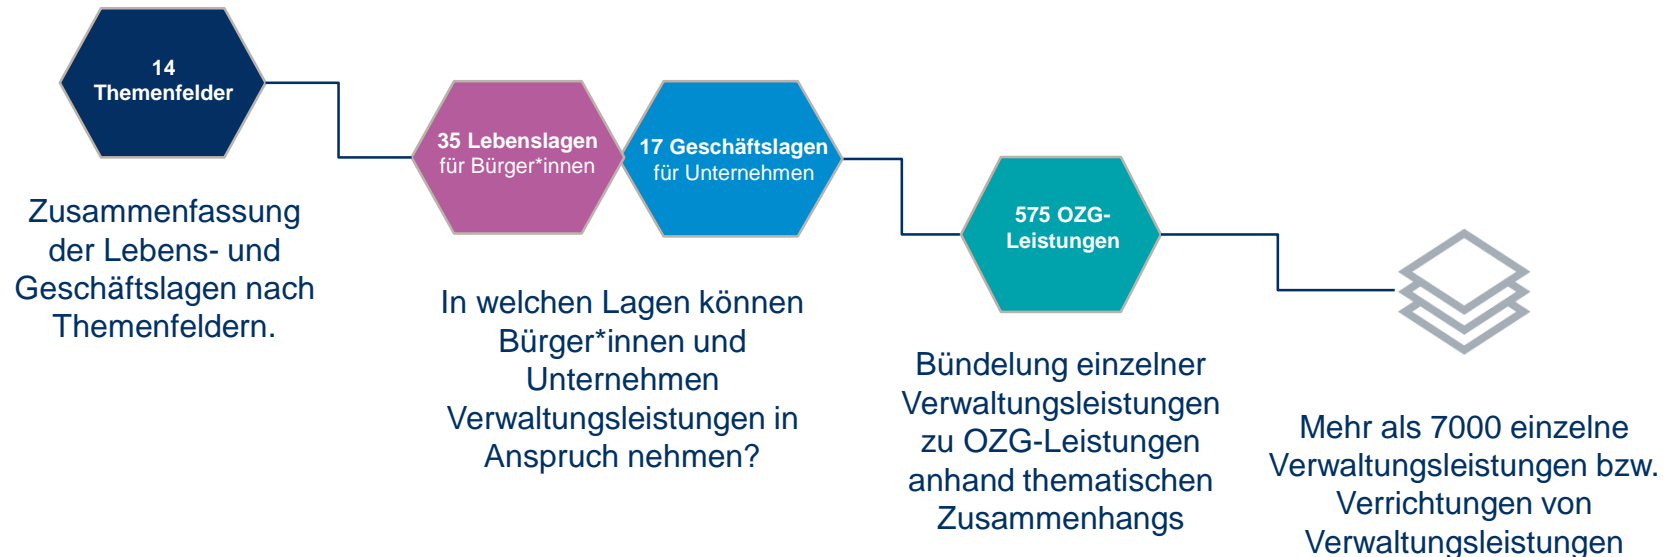 14
Themenfelder
Zusammenfassung
der Lebens- und
Geschäftslagen nach
Themenfeldern.
35 Lebenslagen
für Bürger*innen
17 Geschäftslagen
für Unternehmen
In welchen Lagen können
Bürger*innen und
Unternehmen
Verwaltungsleistungen in
Anspruch nehmen?
575 OZG-
Leistungen
Bündelung einzelner
Verwaltungsleistungen
zu OZG-Leistungen
anhand thematischen
Zusammenhangs
Mehr als 7000 einzelne
Verwaltungsleistungen bzw.
Verrichtungen von
Verwaltungsleistungen